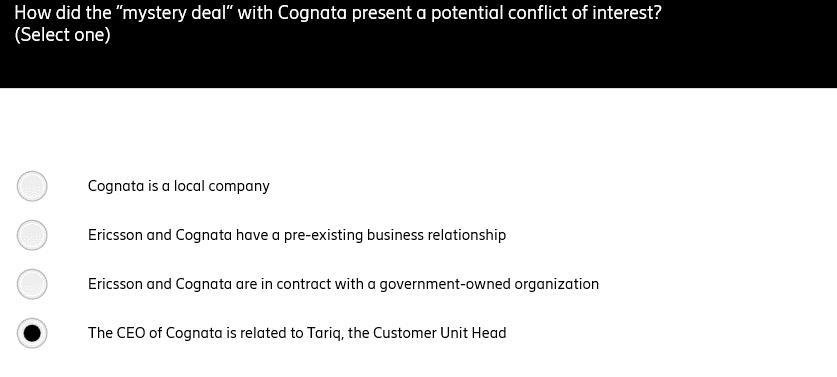 How did the “mystery deal” with Cognata present a potential conflict of interest?
(Select one)
Cognata is a local company
Ericsson and Cognata have a pre-existing business relationship
Ericsson and Cognata are in contract with a government-owned organization
The CEO of Cognata is related to Tariq, the Customer Unit Head